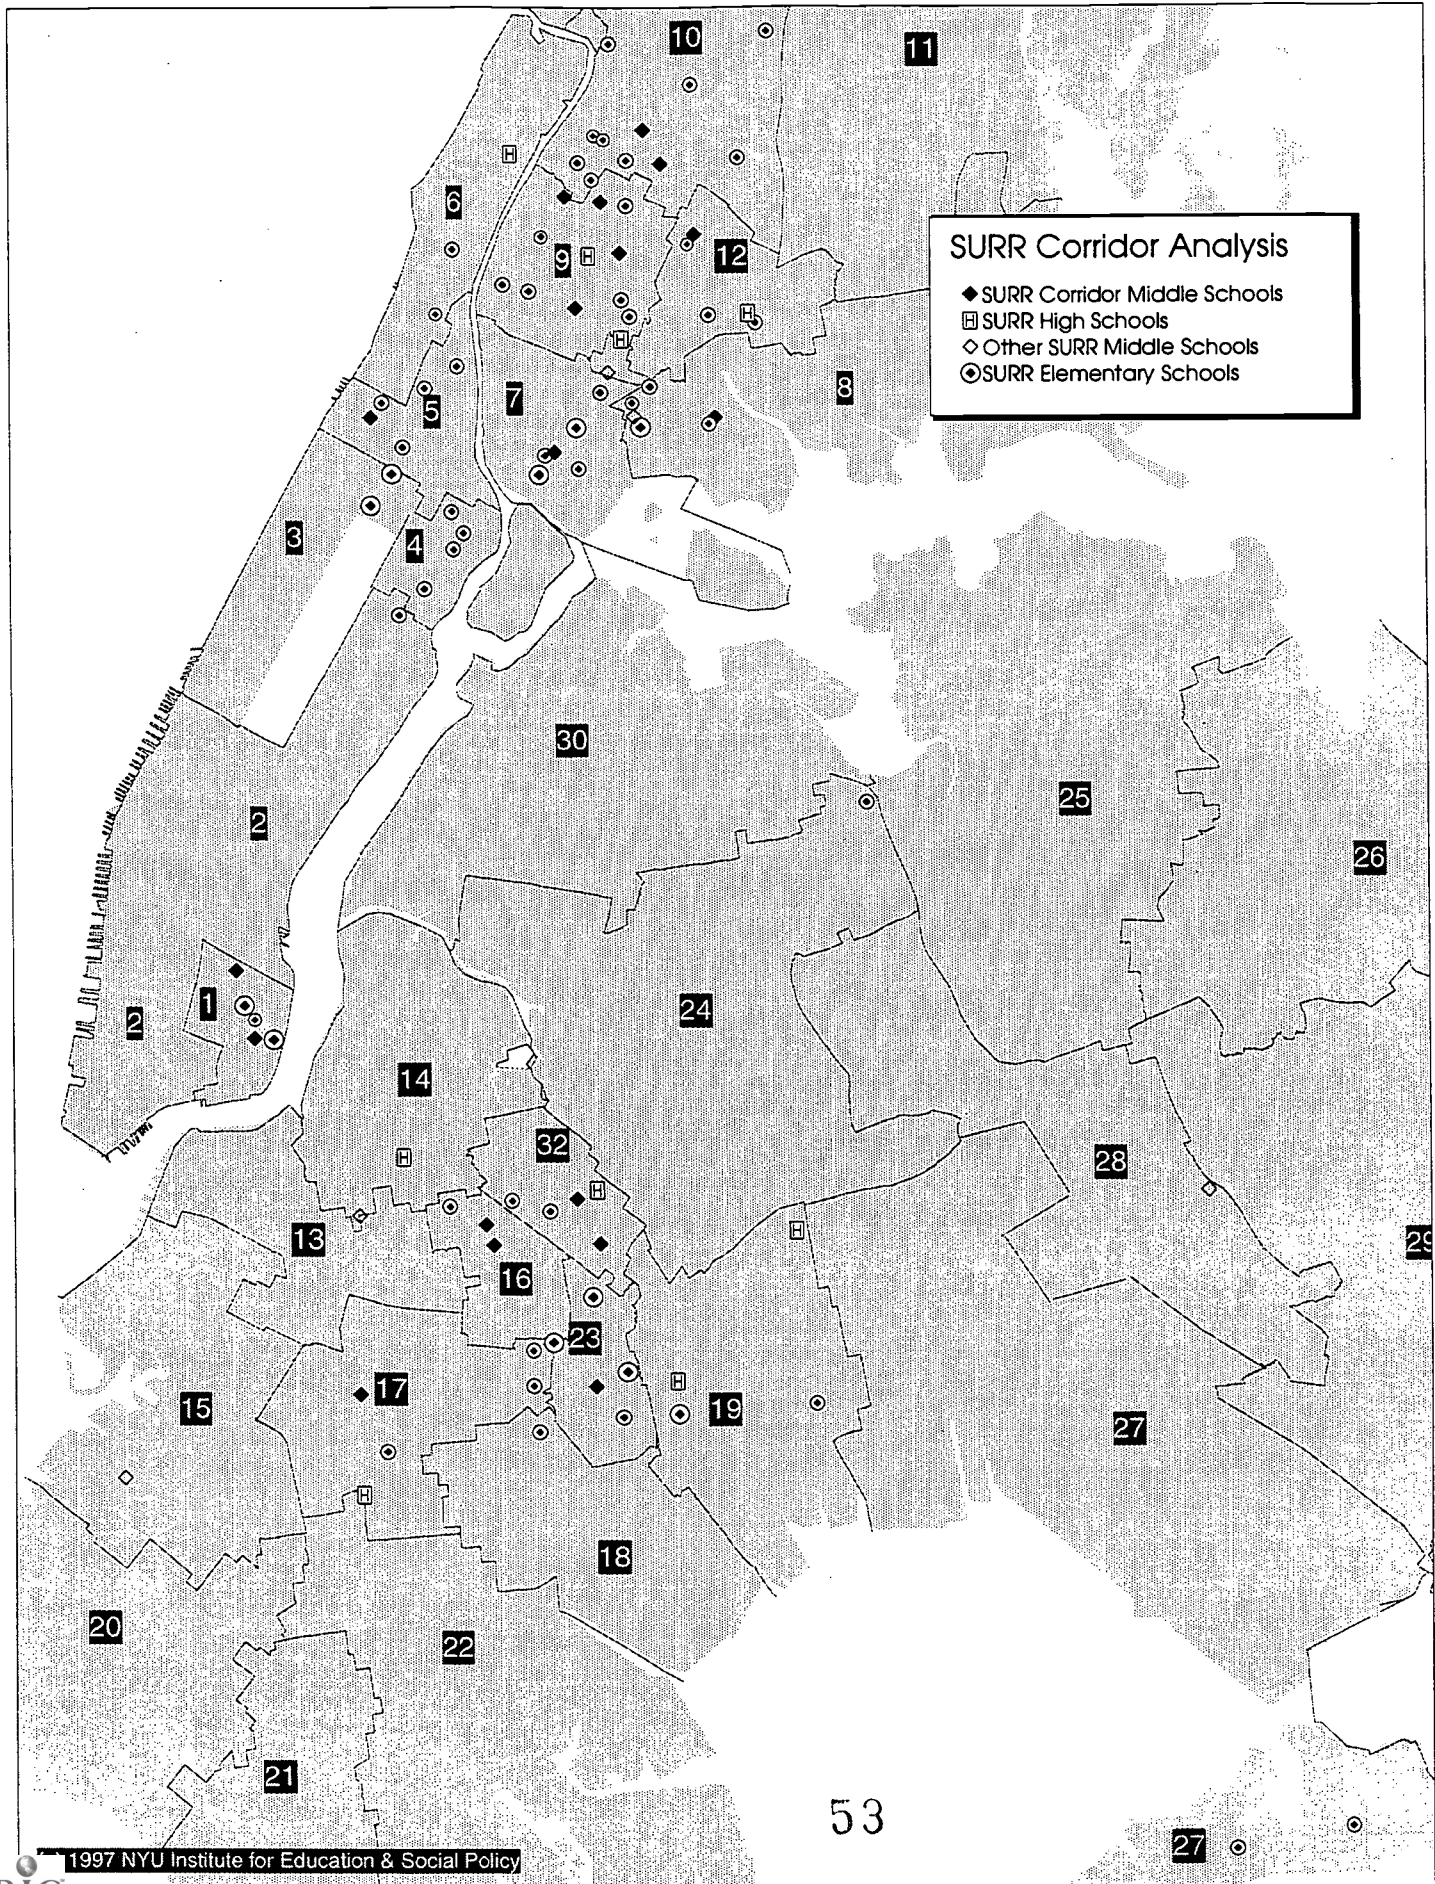 10
11
6
9
12
SURR Corridor Analysis
SURR Corridor Middle Schools
H SURR High Schools
Other SURR Middle Schools
SURR Elementary Schools
H
H
H
H
5
7
8
3
4
30
2
25
26
1
2
24
14
32
28
H
H
H
13
29
16
23
17
H
15
19
27
H
18
20
22
21
53
27
1997 NYU Institute for Education & Social Policy